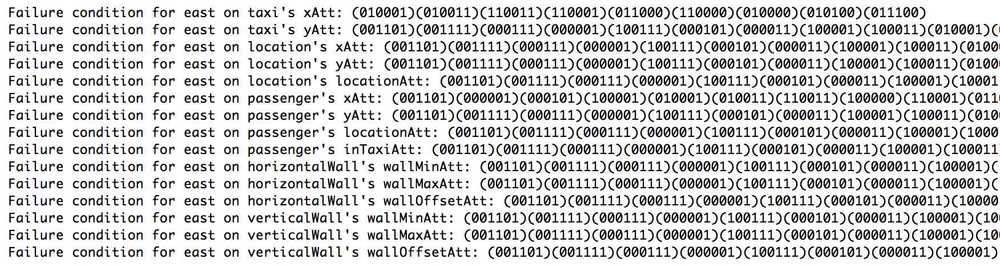 Failure condition for east on taxi's xAtt: (010001)(010011)(110011)(110001)(011000)(110000)(010000)(010100)(011100)
Failure condition for east on taxi's yAtt: (001101)(001111)(000111)(000001)(100111)(000101)(000011)(100001)(100011)(010001)(
Failure condition for east on location's xAtt: (001101)(001111)(000111)(000001)(100111)(000101)(000011)(100001)(100011)(0100
Failure condition for east on location's yAtt: (001101)(001111)(000111)(000001)(100111)(000101)(000011)(100001)(100011)(0100
Failure condition for east on location's locationAtt: (001101)(001111)(000111)(000001)(100111)(000101)(000011)(100001)(10001
Failure condition for east on passenger's xAtt: (001101)(000001)(000101)(100001)(010001)(010011)(110011)(100000)(110001)(011
Failure condition for east on passenger's yAtt: (001101)(001111)(000111)(000001)(100111)(000101)(000011)(100001)(100011)(010
Failure condition for east on passenger's locationAtt: (001101)(001111)(000111)(000001)(100111)(000101)(000011)(100001)(1000
Failure condition for east on passenger's inTaxiAtt: (001101)(001111)(000111)(000001)(100111)(000101)(000011)(100001)(100011)
Failure condition for east on horizontalWall's wallMinAtt: (001101)(001111)(000111)(000001)(100111)(000101)(000011)(100001)(
Failure condition for east on horizontalWall's wallMaxAtt: (001101)(001111)(000111)(000001)(100111)(000101)(000011)(100001)(
Failure condition for east on horizontalWall's wallOffsetAtt: (001101)(001111)(000111)(000001)(100111)(000101)(000011)(10000
Failure condition for east on verticalWall's wallMinAtt: (001101)(001111)(000111)(000001)(100111)(000101)(000011)(100001)(10
Failure condition for east on verticalWall's wallMaxAtt: (001101)(001111)(000111)(000001)(100111)(000101)(000011)(100001)(10
Failure condition for east on verticalWall's wallOffsetAtt: (001101)(001111)(000111)(000001)(100111)(000101)(000011)(100001)